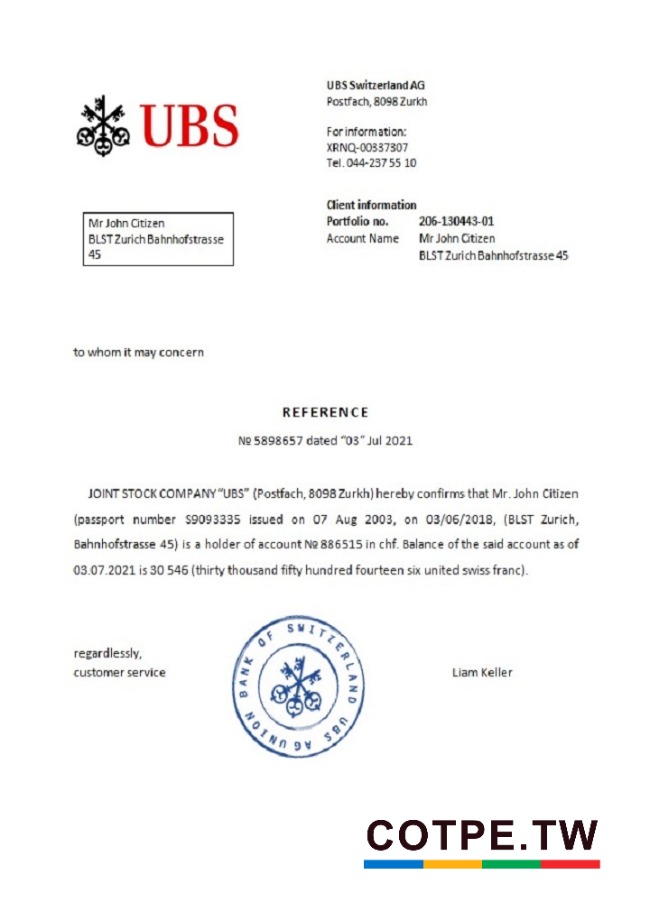 UBS
UBS Switzerland AG
Postfach, 8098 Zurkh
For information:
XRNQ-00337307
Tel. 044-237 55 10
Client information
Portfolio no. 206-130443-01
Account Name Mr John Citizen
BLST Zurich Bahnhofstrasse 45
Mr John Citizen
BLST Zurich Bahnhofstrasse
45
to whom it may concern
REFERENCE
№ 5898657 dated “03” Jul 2021
JOINT STOCK COMPANY “UBS” (Postfach, 8098 Zurkh) hereby confirms that Mr. John Citizen
(passport number S9093335 issued on 07 Aug 2003, on 03/06/2018, (BLST Zurich,
Bahnhofstrasse 45) is a holder of account № 886515 in chf. Balance of the said account as of
03.07.2021 is 30 546 (thirty thousand fifty hundred fourteen six united swiss franc).
regardlessly,
customer service
Liam Keller
UNION BANK OF SWITZERLAND UBS AG
COTPE.TW